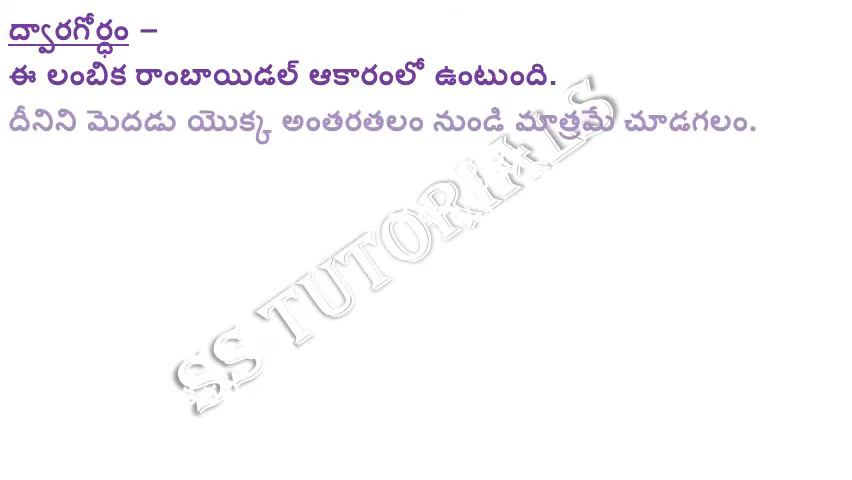 ద్వారగోర్ధం –
ఈ లంబిక రాంబాయిడల్ ఆకారంలో ఉంటుంది.
దీనిని మెదడు యొక్క అంతరతలం నుండి మాత్రమే చూడగలం.
SS TUTORIALS